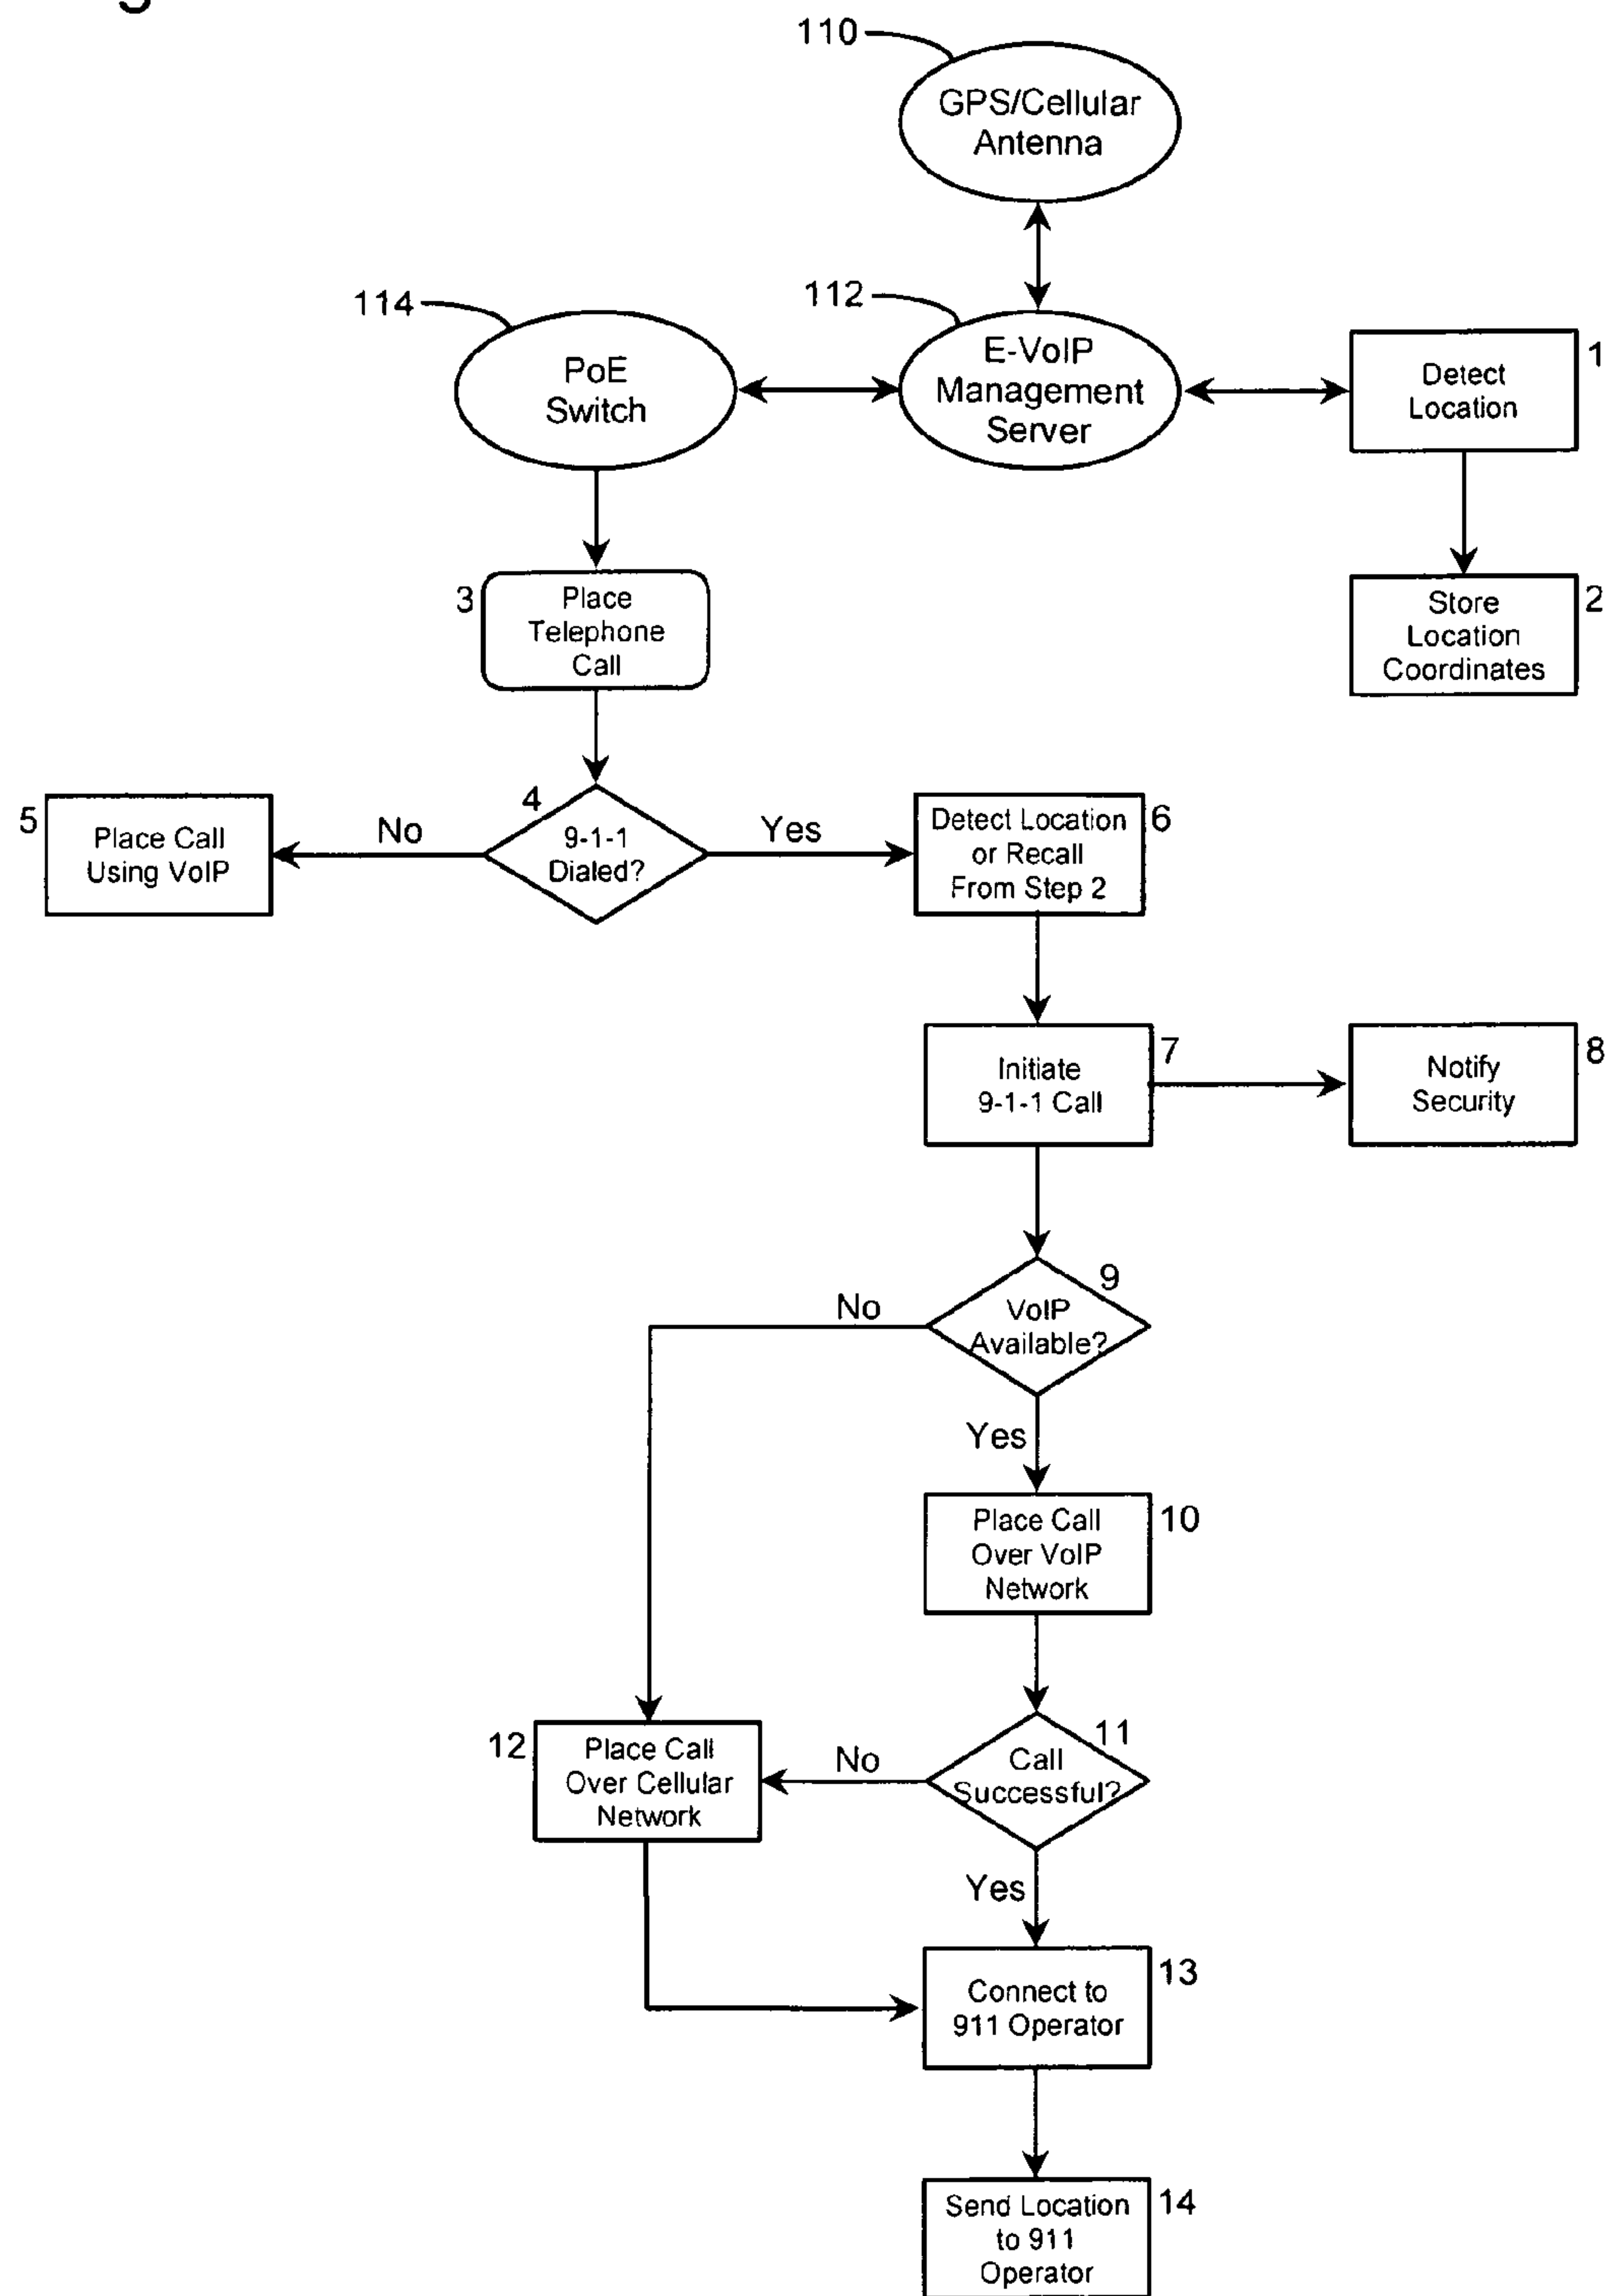 110
GPS/Cellular
Antenna
114
112
PoE
Switch
E-VoIP
Management
Server
1
Detect
Location
3
Place
Telephone
Call
2
Store
Location
Coordinates
5
Place Call
Using VoIP
No
4
9-1-1
Dialed?
Yes
Detect Location
or Recall
From Step 2
6
Initiate
9-1-1 Call
7
Notify
Security
8
9
VoIP
Available?
No
Yes
Place Call
Over VoIP
Network
10
12
Place Call
Over Cellular
Network
No
11
Call
Successful?
Yes
Connect to
911 Operator
13
Send Location
to 911
Operator
14